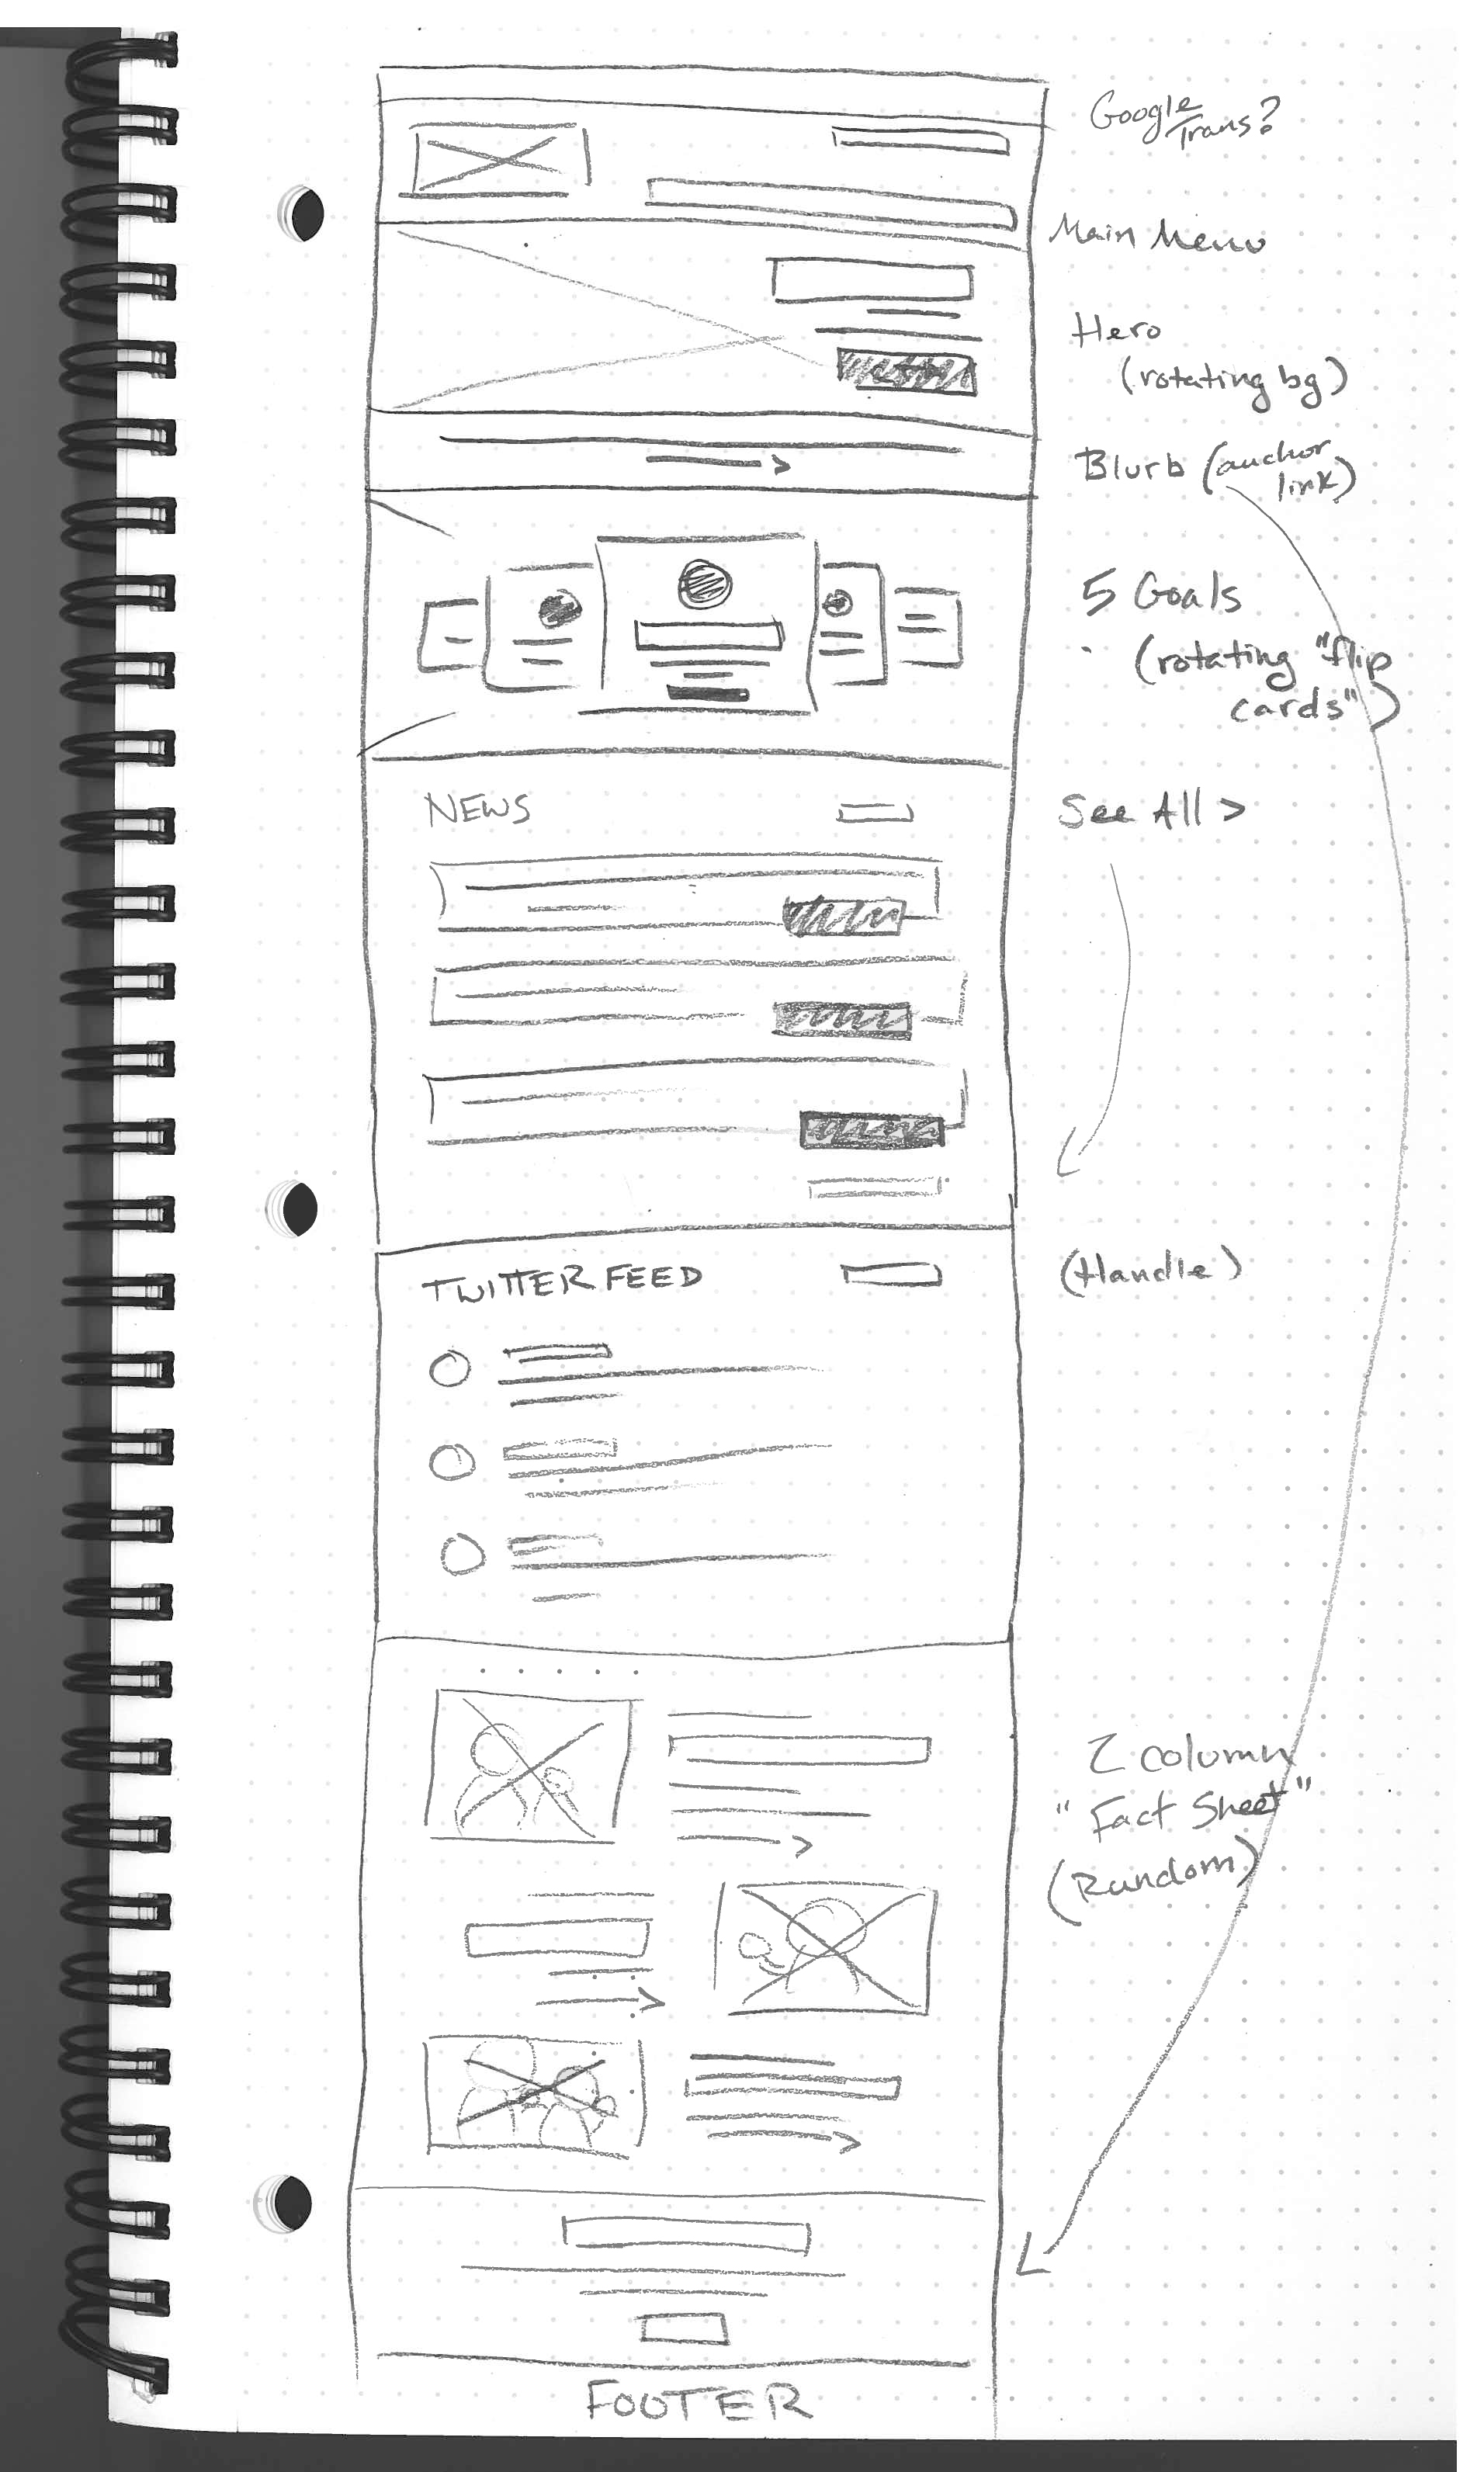 Google
Trans?
Main Menu
Hero
(rotating bg)
Blurb (anchor
link)
5 Goals
(rotating "flip
cards")
NEWS
See All >
TWITTER FEED
(Handle)
2 column
"Fact Sheet"
(Random)
FOOTER